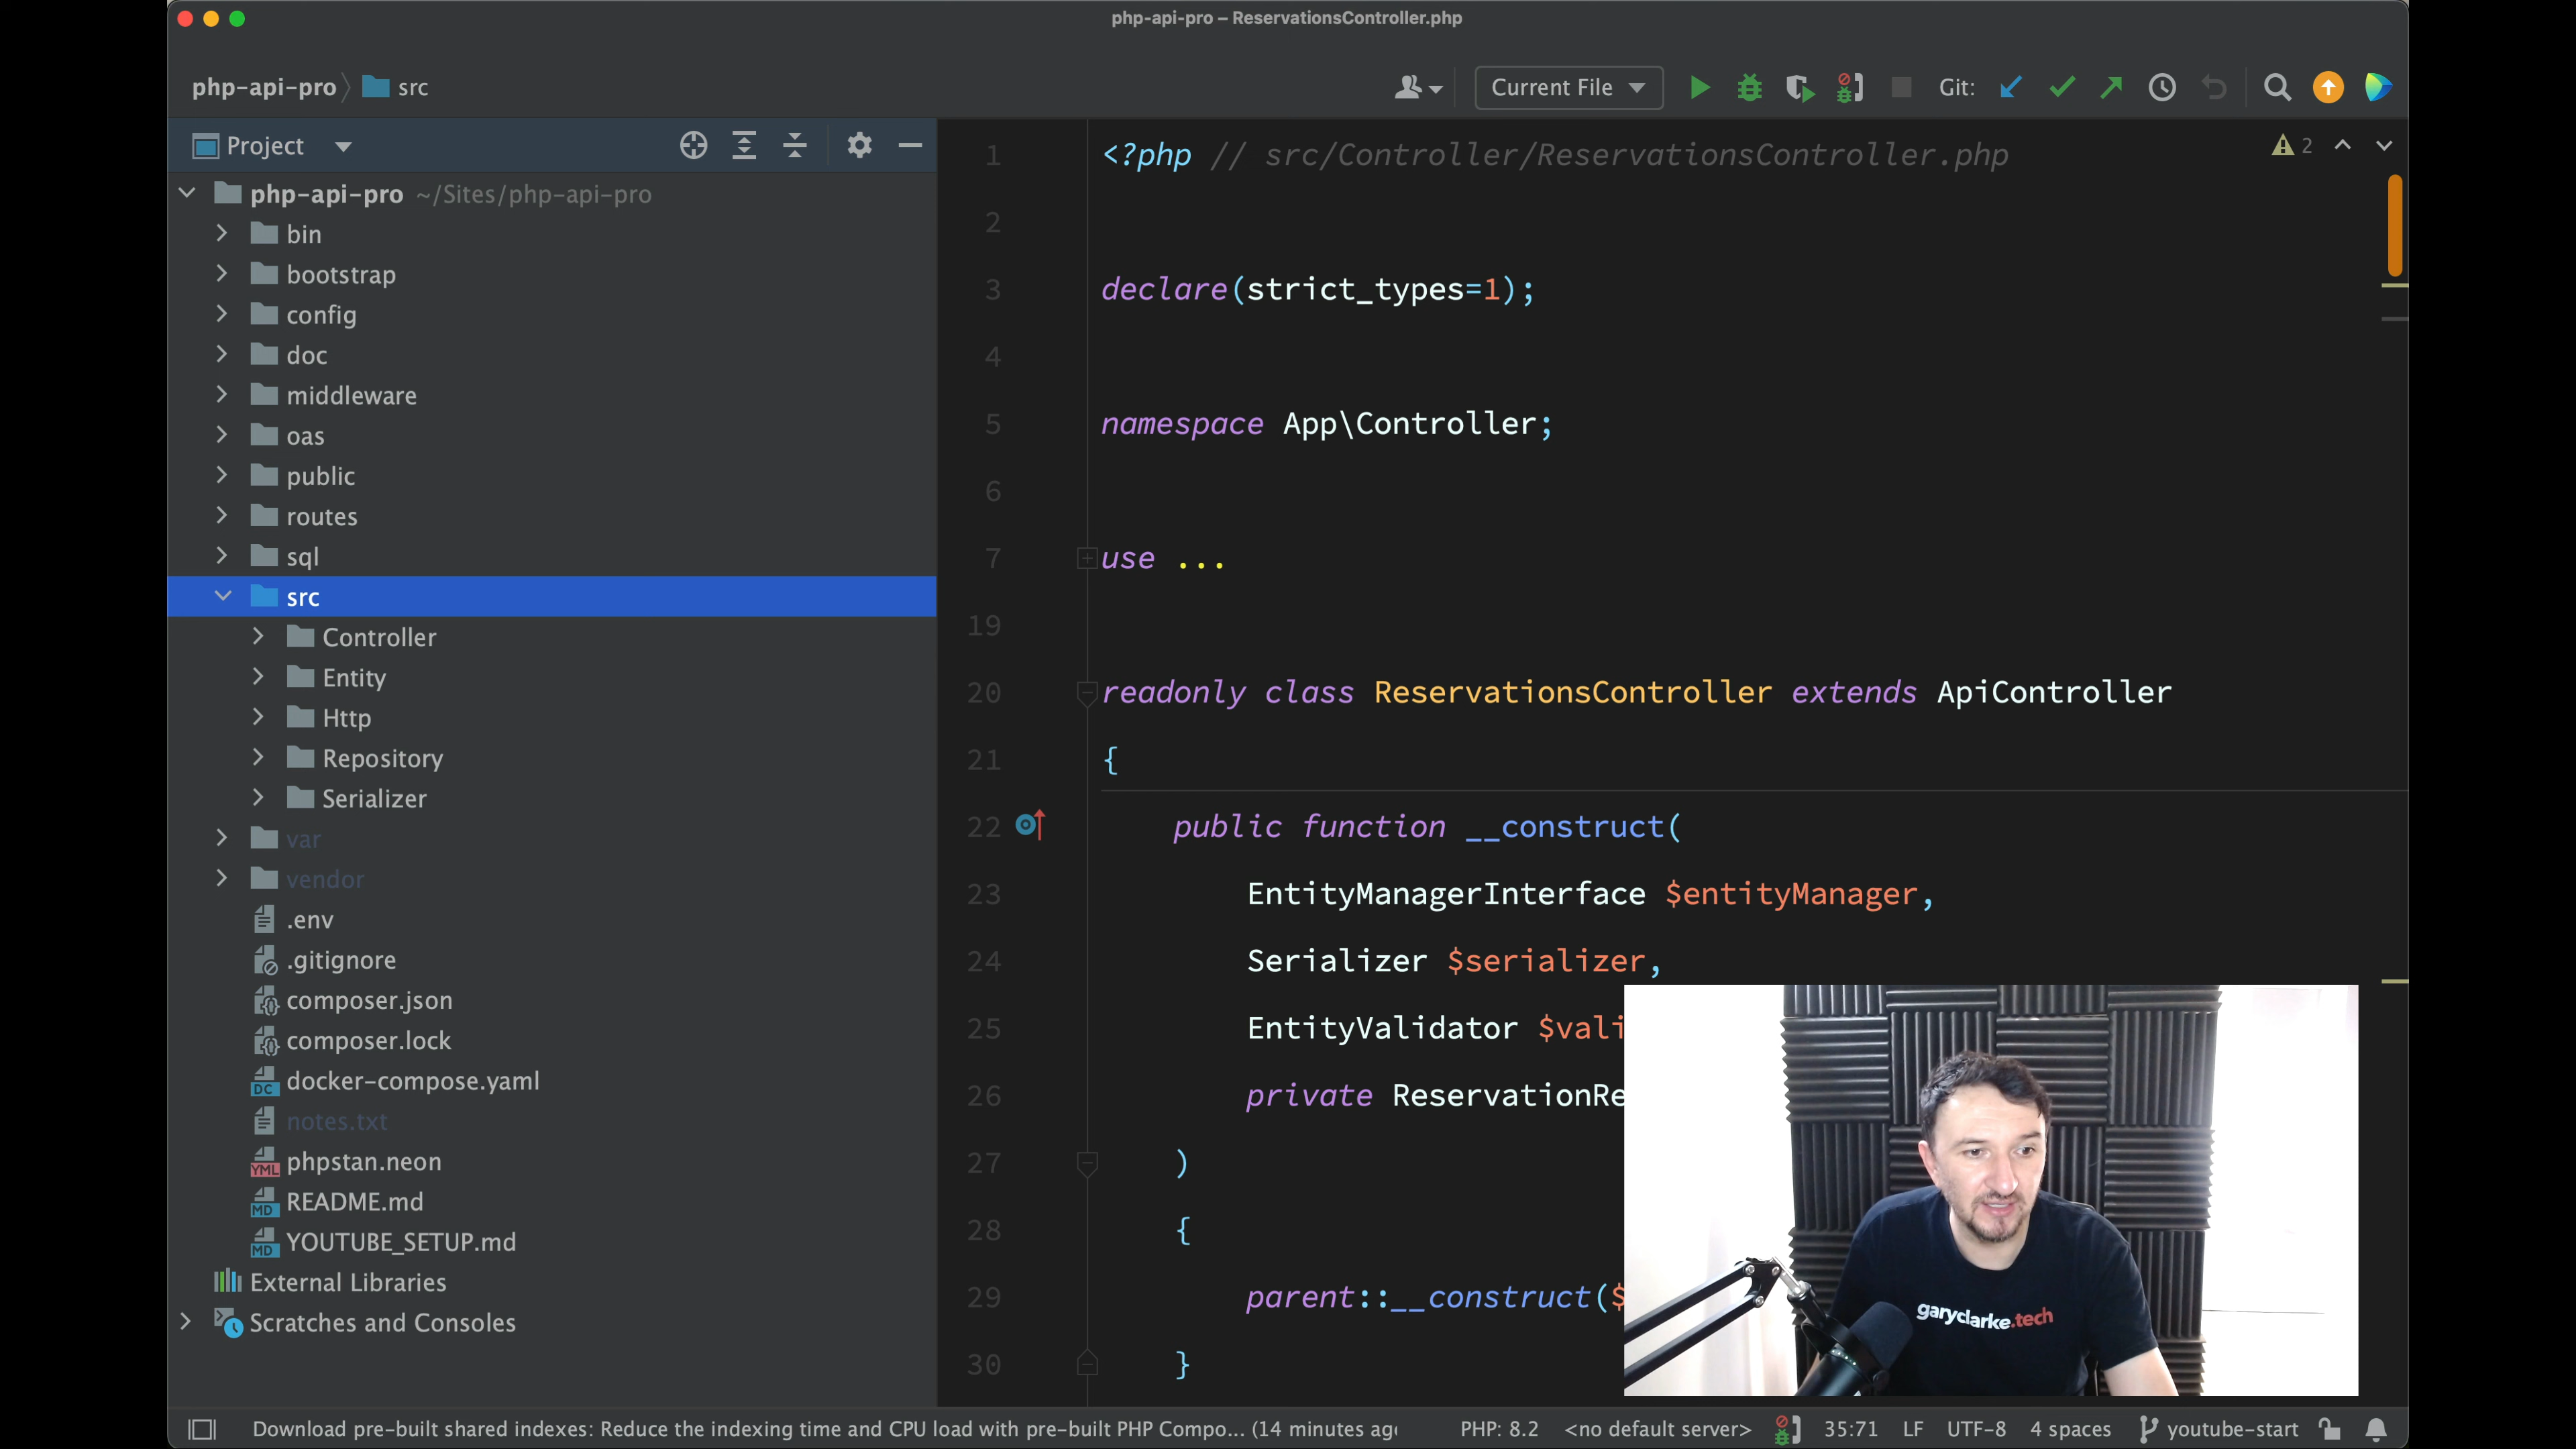 php-api-pro – ReservationsController.php
php-api-pro
src
Current File
Git:
Project
php-api-pro ~/Sites/php-api-pro
bin
bootstrap
config
doc
middleware
oas
public
routes
sql
src
Controller
Entity
Http
Repository
Serializer
var
vendor
.env
.gitignore
composer.json
composer.lock
DC docker-compose.yaml
notes.txt
YML phpstan.neon
MD README.md
MD YOUTUBE_SETUP.md
External Libraries
Scratches and Consoles
2
1 <?php // src/Controller/ReservationsController.php
2
3 declare(strict_types=1);
4
5 namespace App\Controller;
6
7 use ...
19
20 readonly class ReservationsController extends ApiController
21 {
22 public function __construct(
23 EntityManagerInterface $entityManager,
24 Serializer $serializer,
25 EntityValidator $vali
26 private ReservationRe
27 )
28 {
29 parent::__construct($
30 }
garyclarke.tech
Download pre-built shared indexes: Reduce the indexing time and CPU load with pre-built PHP Compo... (14 minutes ag
PHP: 8.2
<no default server>
35:71
LF
UTF-8
4 spaces
youtube-start